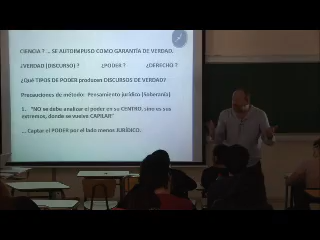 CIENCIA ? ... SE AUTOIMPUSO COMO GARANTÍA DE VERDAD.
¿VERDAD (DISCURSO) ? ¿PODER ? ¿DERECHO ?
¿Qué TIPOS DE PODER producen DISCURSOS DE VERDAD?
Precauciones de método: Pensamiento jurídico (Soberanía)
1. "NO se debe analizar el poder en su CENTRO, sino es sus
extremos, donde se vuelve CAPILAR"
... Captar el PODER por el lado menos JURÍDICO.